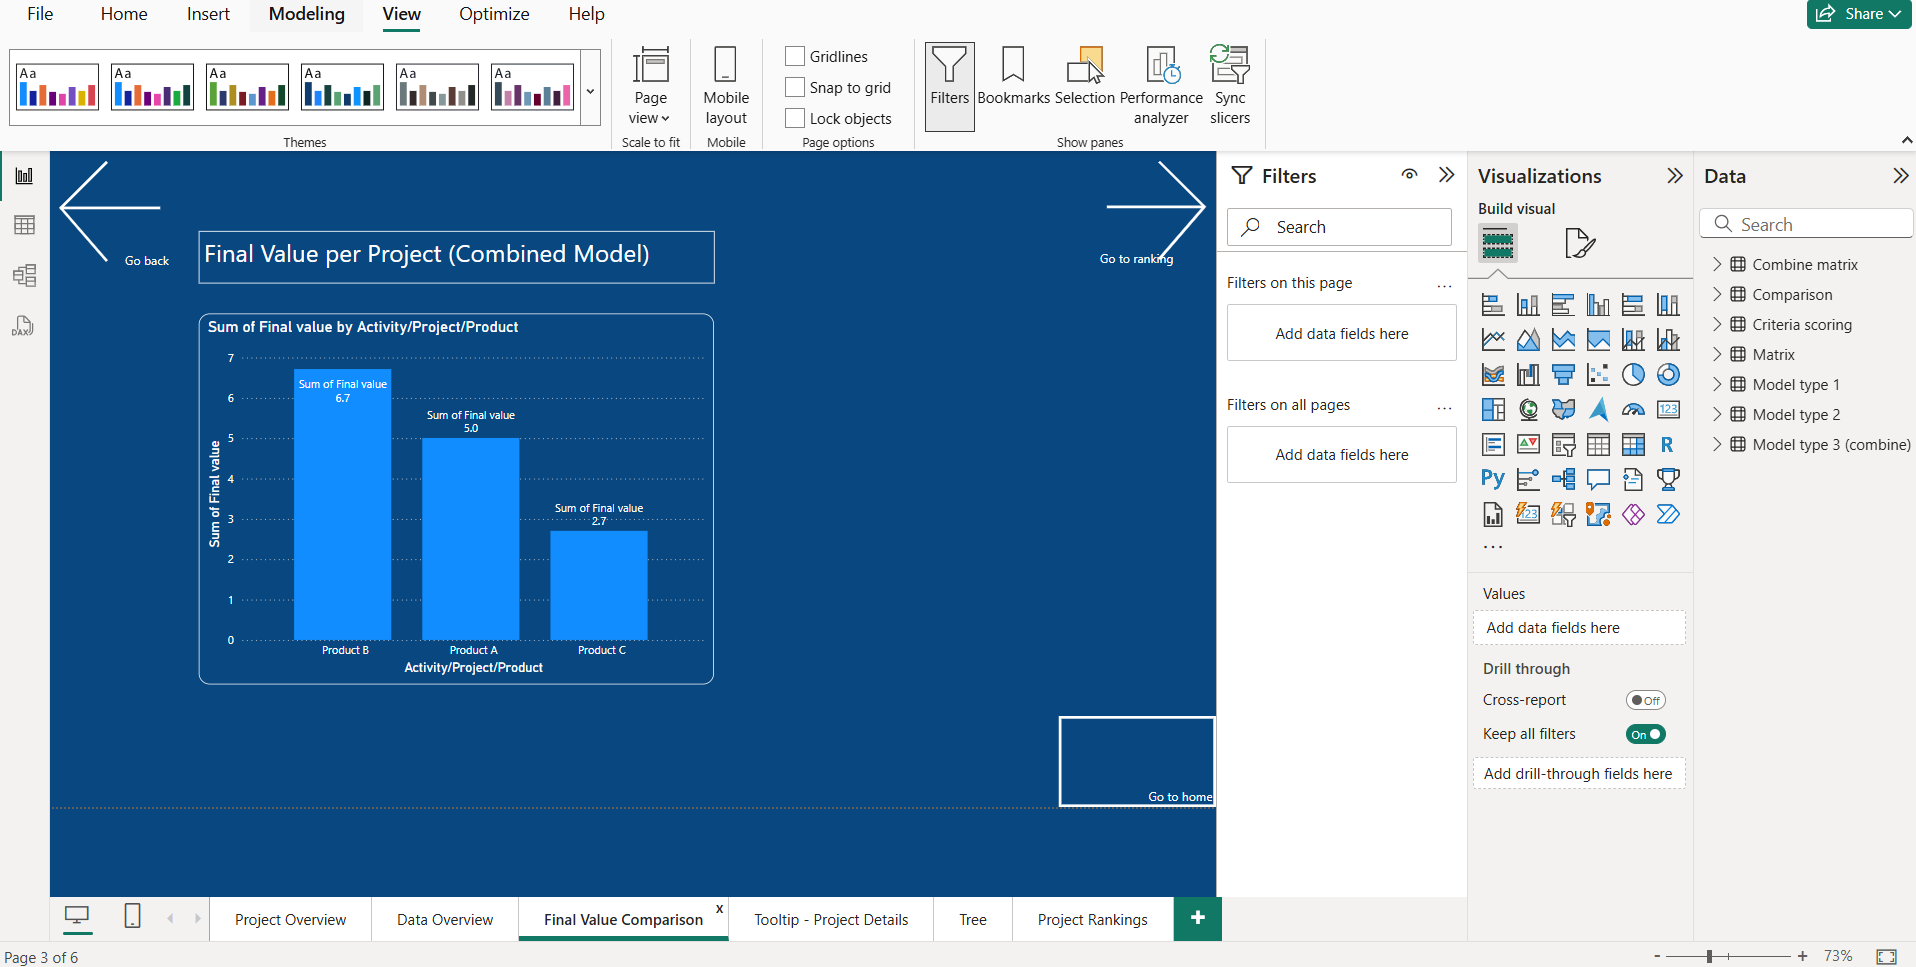 File Home Insert Modeling View Optimize Help Share
Aa Aa Aa Aa Aa Aa
Page view
Mobile layout
Gridlines
Snap to grid
Lock objects
Filters
Bookmarks
Selection
Performance analyzer
Sync slicers
Themes
Scale to fit
Mobile
Page options
Show panes
Go back
Final Value per Project (Combined Model)
Go to ranking
Sum of Final value by Activity/Project/Product
Sum of Final value
7
6
5
4
3
2
1
0
Sum of Final value
6.7
Sum of Final value
5.0
Sum of Final value
2.7
Product B
Product A
Product C
Activity/Project/Product
Go to home
Filters
Search
Filters on this page
...
Add data fields here
Filters on all pages
...
Add data fields here
Visualizations
Build visual
123
R
Py
123
...
Values
Add data fields here
Drill through
Cross-report
Off
Keep all filters
On
Add drill-through fields here
Data
Search
Combine matrix
Comparison
Criteria scoring
Matrix
Model type 1
Model type 2
Model type 3 (combine)
DAX
Project Overview
Data Overview
Final Value Comparison
x
Tooltip - Project Details
Tree
Project Rankings
+
Page 3 of 6
- + 73%